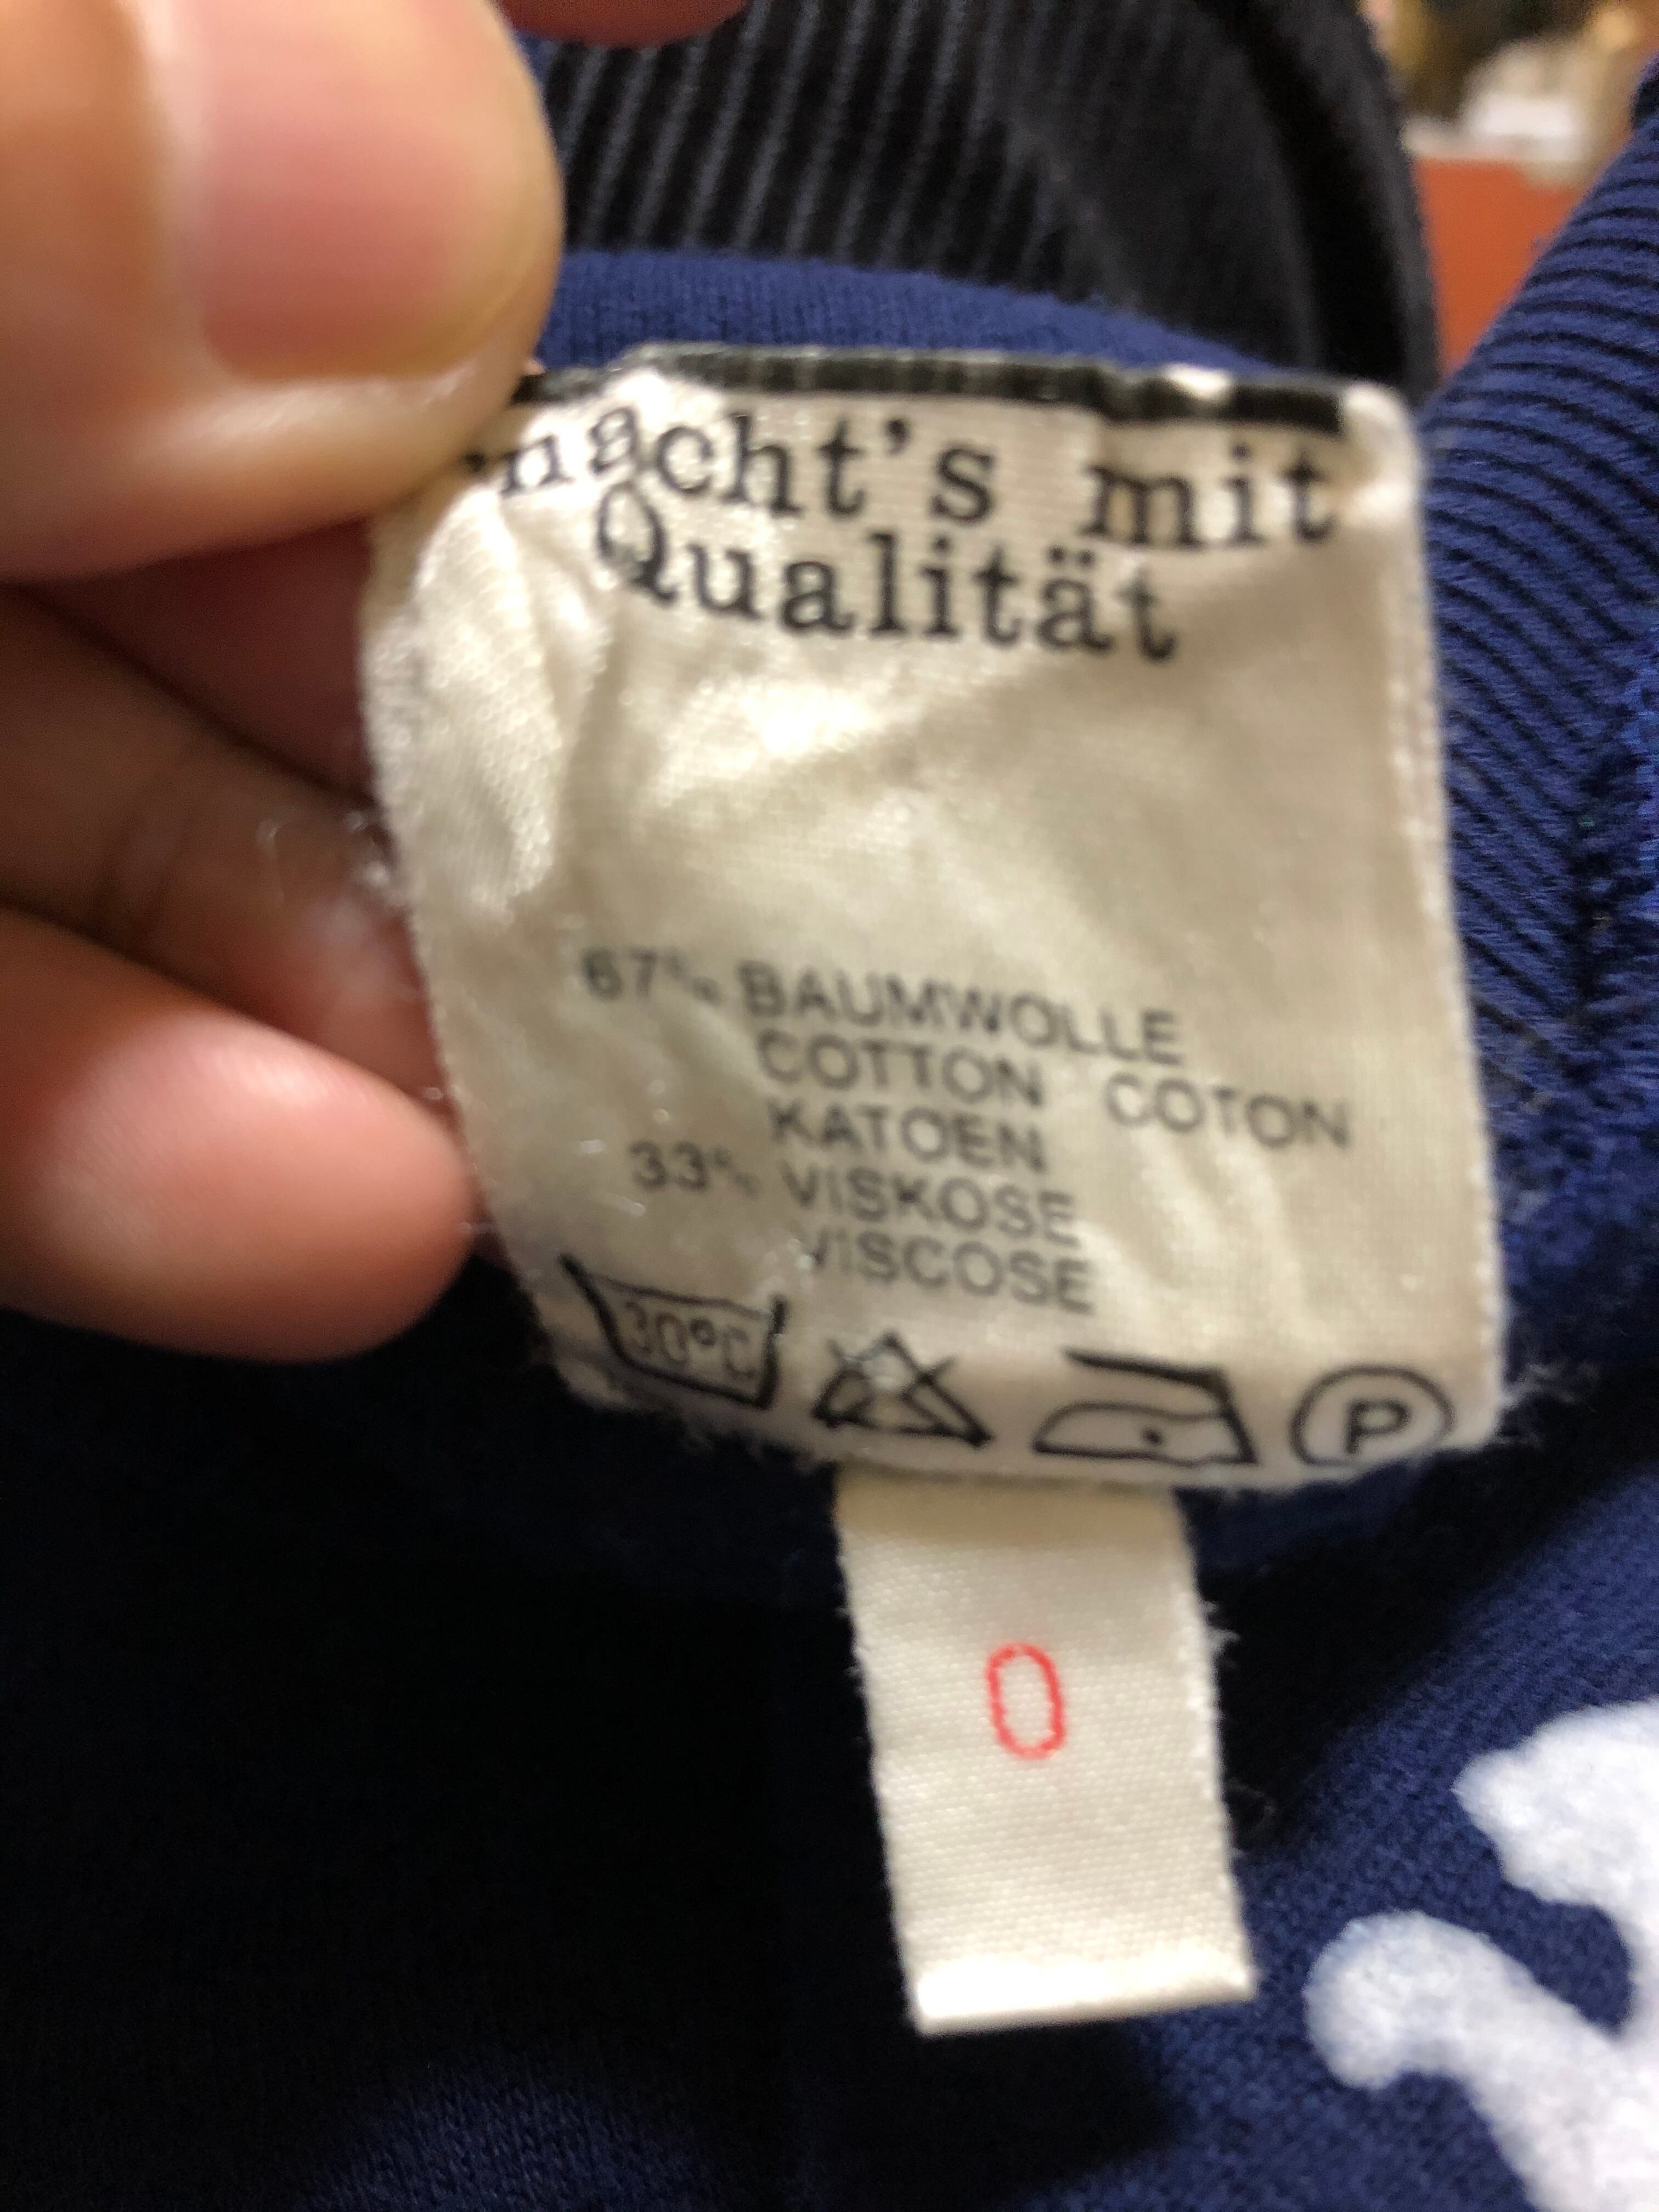 macht's mit
Qualität
67% BAUMWOLLE
COTTON COTON
KATOEN
33% VISKOSE
VISCOSE
30°C
P
0